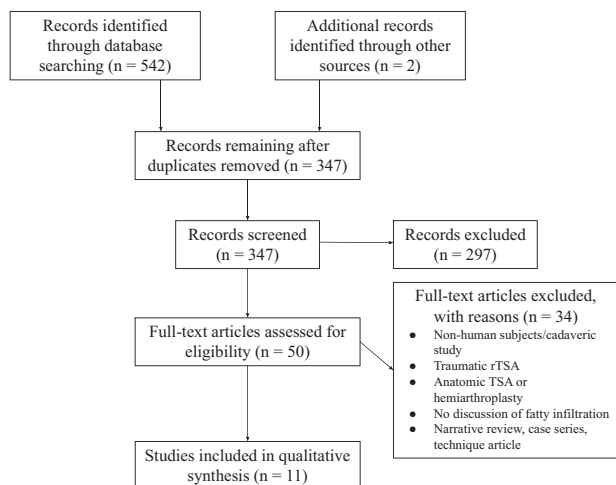 Records identified
through database
searching (n = 542)
Additional records
identified through other
sources (n = 2)
Records remaining after
duplicates removed (n = 347)
Records screened
(n = 347)
Records excluded
(n = 297)
Full-text articles assessed for
eligibility (n = 50)
Full-text articles excluded,
with reasons (n = 34)
● Non-human subjects/cadaveric
study
● Traumatic rTSA
● Anatomic TSA or
hemiarthroplasty
● No discussion of fatty infiltration
● Narrative review, case series,
technique article
Studies included in qualitative
synthesis (n = 11)